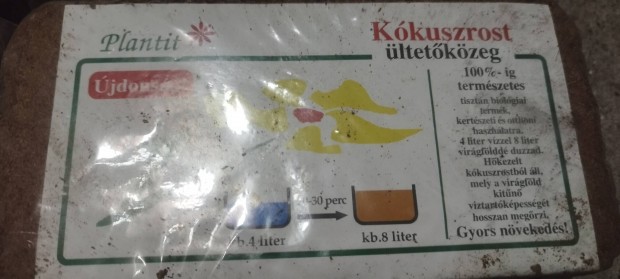 Plantit
Kókuszrost
ültetőközeg
100%-ig
természetes
tisztán biológiai
termék,
kertészeti és otthoni
használatra.
4 liter vízzel 8 liter
virágfölddé duzzad.
Hőkezelt
kókuszrostból áll,
mely a virágföld
kitűnő
víztartóképességét
hosszan megőrzi.
Gyors növekedés!
30 perc
b.4 liter
kb.8 liter